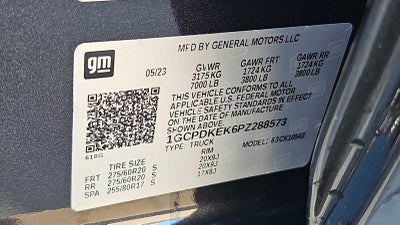 gm
MFD BY GENERAL MOTORS LLC
05/23 GVWR GAWR FRT GAWR RR
3175 KG 1724 KG 1724 KG
7000 LB 3800 LB 3800 LB
THIS VEHICLE CONFORMS TO ALL
APPLICABLE U.S. FEDERAL MOTOR
VEHICLE SAFETY STANDARDS IN EFFECT
ON THE DATE OF MANUFACTURE
SHOWN ABOVE.
1GCPDKEK6PZ288573
618G
TYPE: TRUCK MODEL:
TIRE SIZE RIM
FRT 275/60R20 S 20X9J
RR 275/60R20 S 20X9J
SPA 255/80R17 S 17X8J